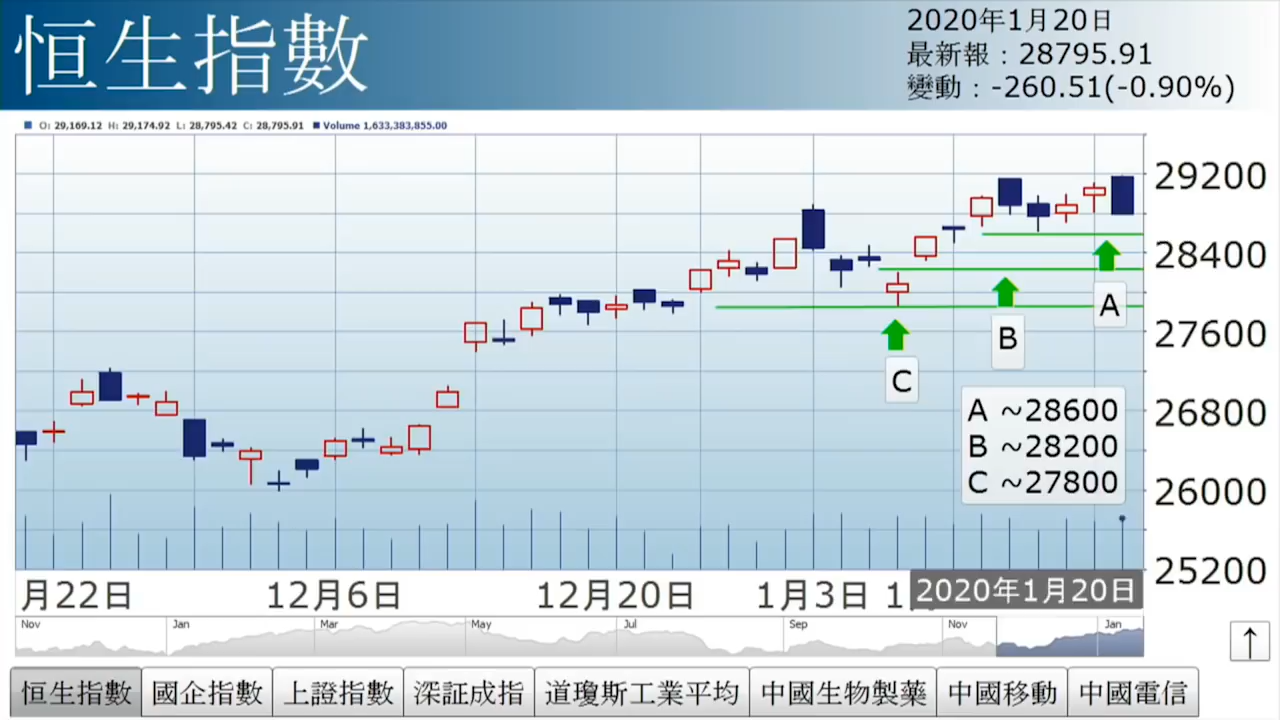 恒生指數
2020年1月20日
最新報：28795.91
變動：-260.51(-0.90%)
O: 29,169.12 H: 29,174.92 L: 28,795.42 C: 28,795.91 Volume 1,633,383,855.00
29200
28400
27600
26800
26000
25200
A
B
C
A ~28600
B ~28200
C ~27800
月22日 12月6日 12月20日 1月3日 1 2020年1月20日
Nov Jan Mar May Jul Sep Nov Jan
↑
恒生指數 國企指數 上證指數 深証成指 道瓊斯工業平均 中國生物製藥 中國移動 中國電信